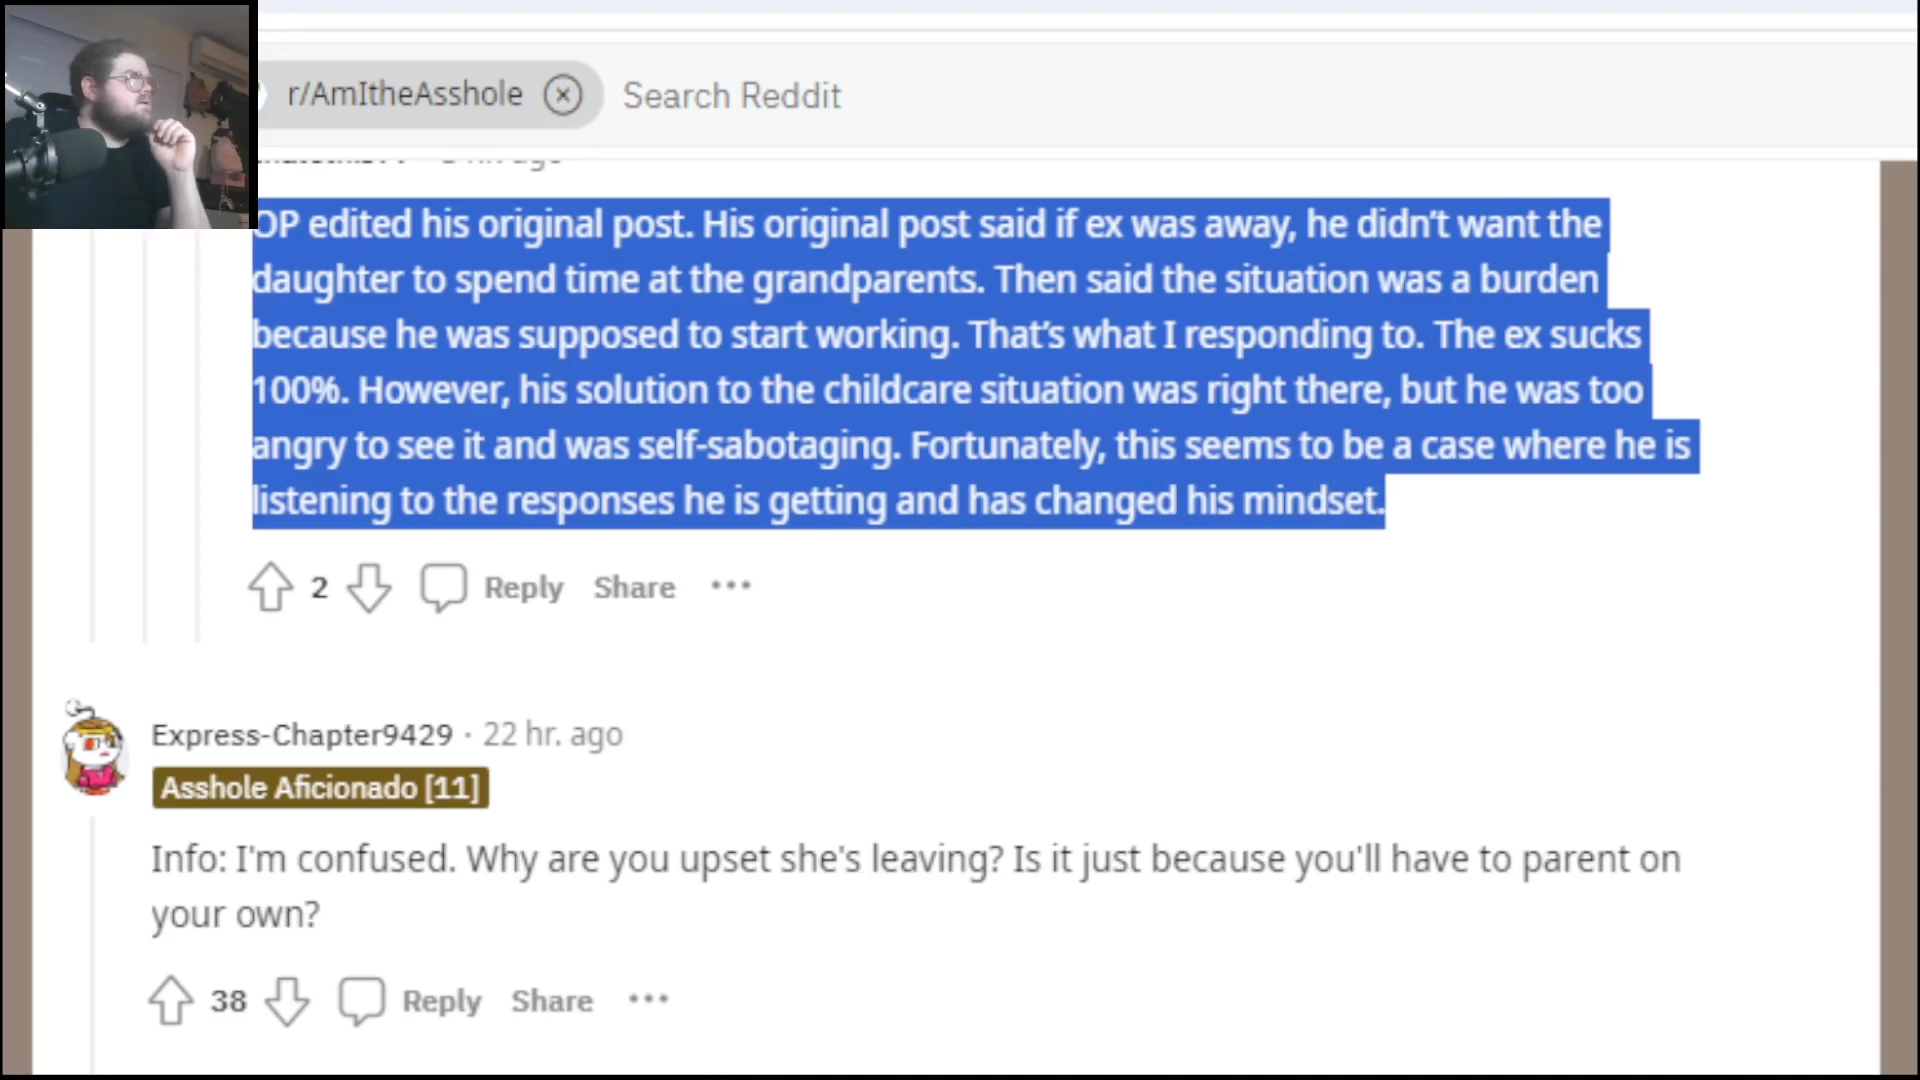 r/AmItheAsshole
Search Reddit
OP edited his original post. His original post said if ex was away, he didn't want the
daughter to spend time at the grandparents. Then said the situation was a burden
because he was supposed to start working. That's what I responding to. The ex sucks
100%. However, his solution to the childcare situation was right there, but he was too
angry to see it and was self-sabotaging. Fortunately, this seems to be a case where he is
listening to the responses he is getting and has changed his mindset.
2 Reply Share ···
Express-Chapter9429 · 22 hr. ago
Asshole Aficionado [11]
Info: I'm confused. Why are you upset she's leaving? Is it just because you'll have to parent on
your own?
38 Reply Share ···